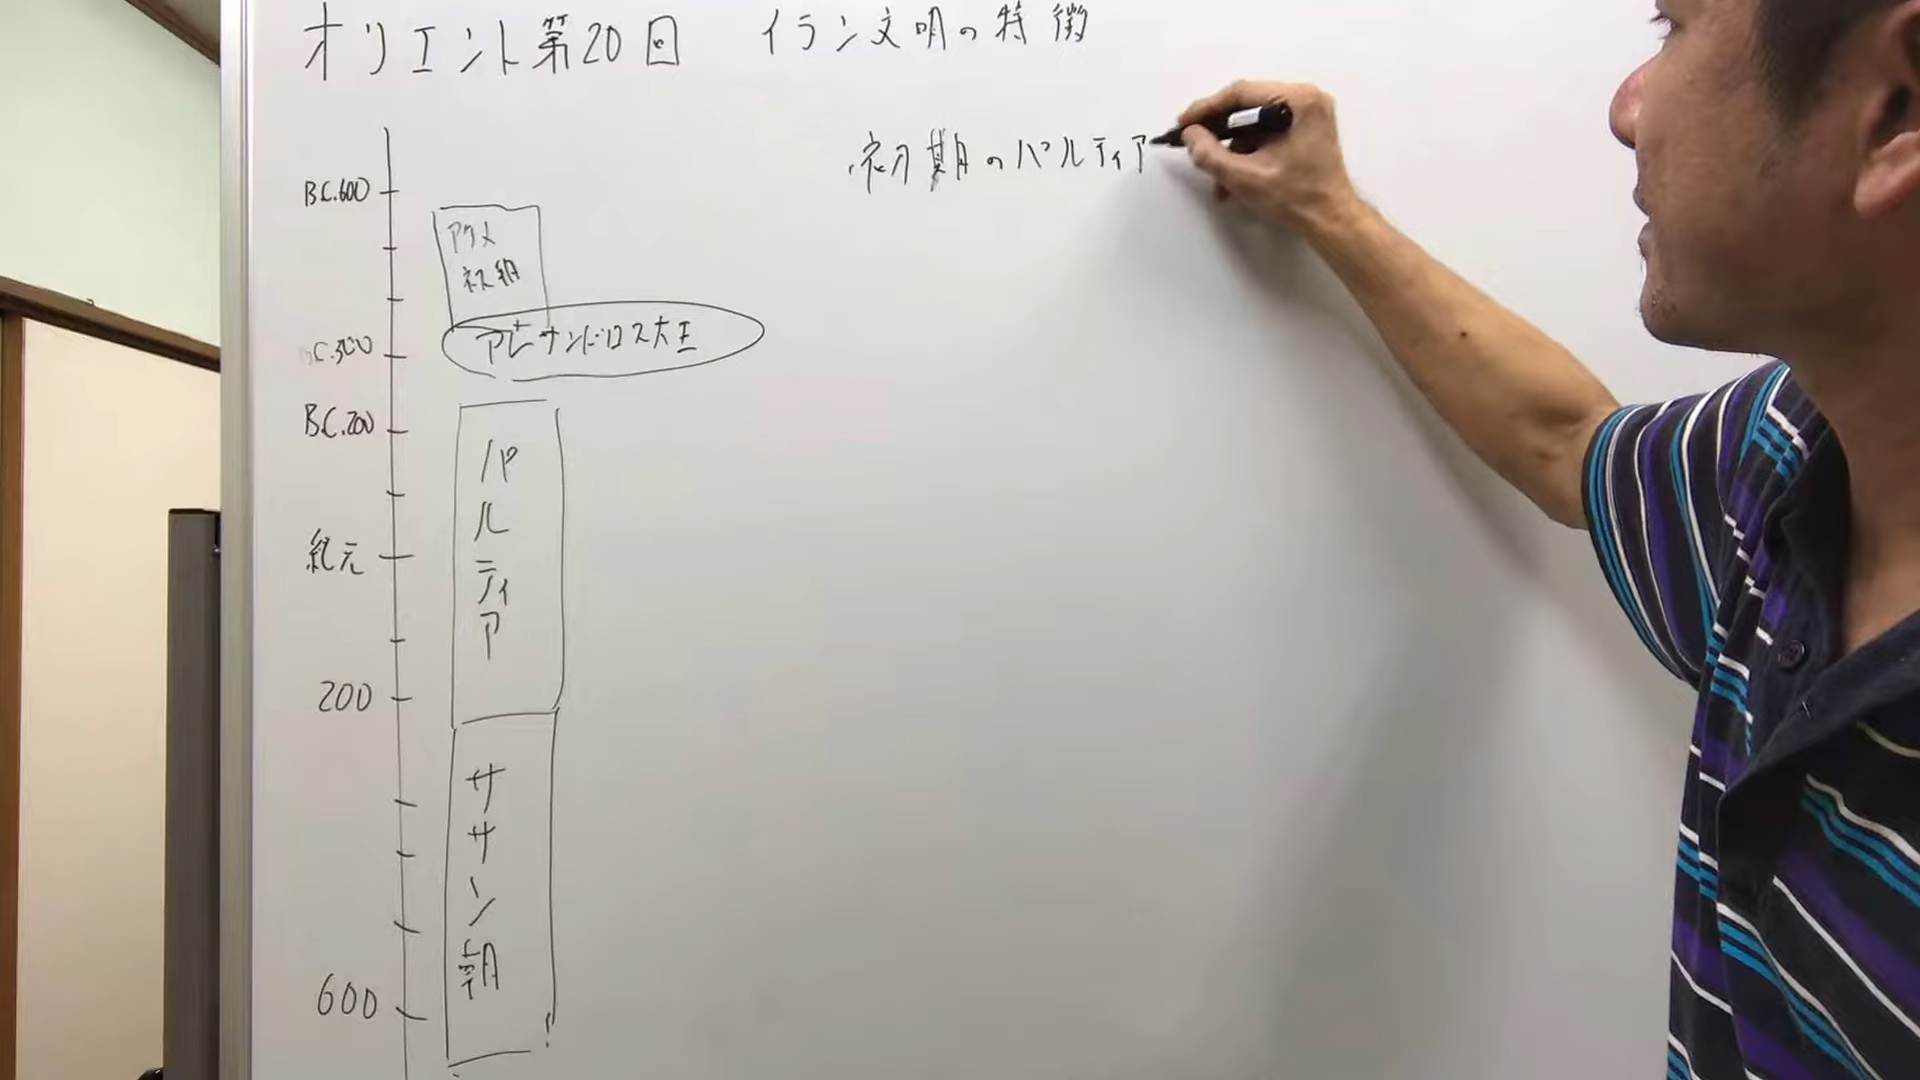 オリエント第20回 イラン文明の特徴
初期のパルティア
B.C.600
アケメ
ネス朝
アレキサンドロス大王
B.C.300
B.C.200
パルティア
紀元
200
ササン朝
600